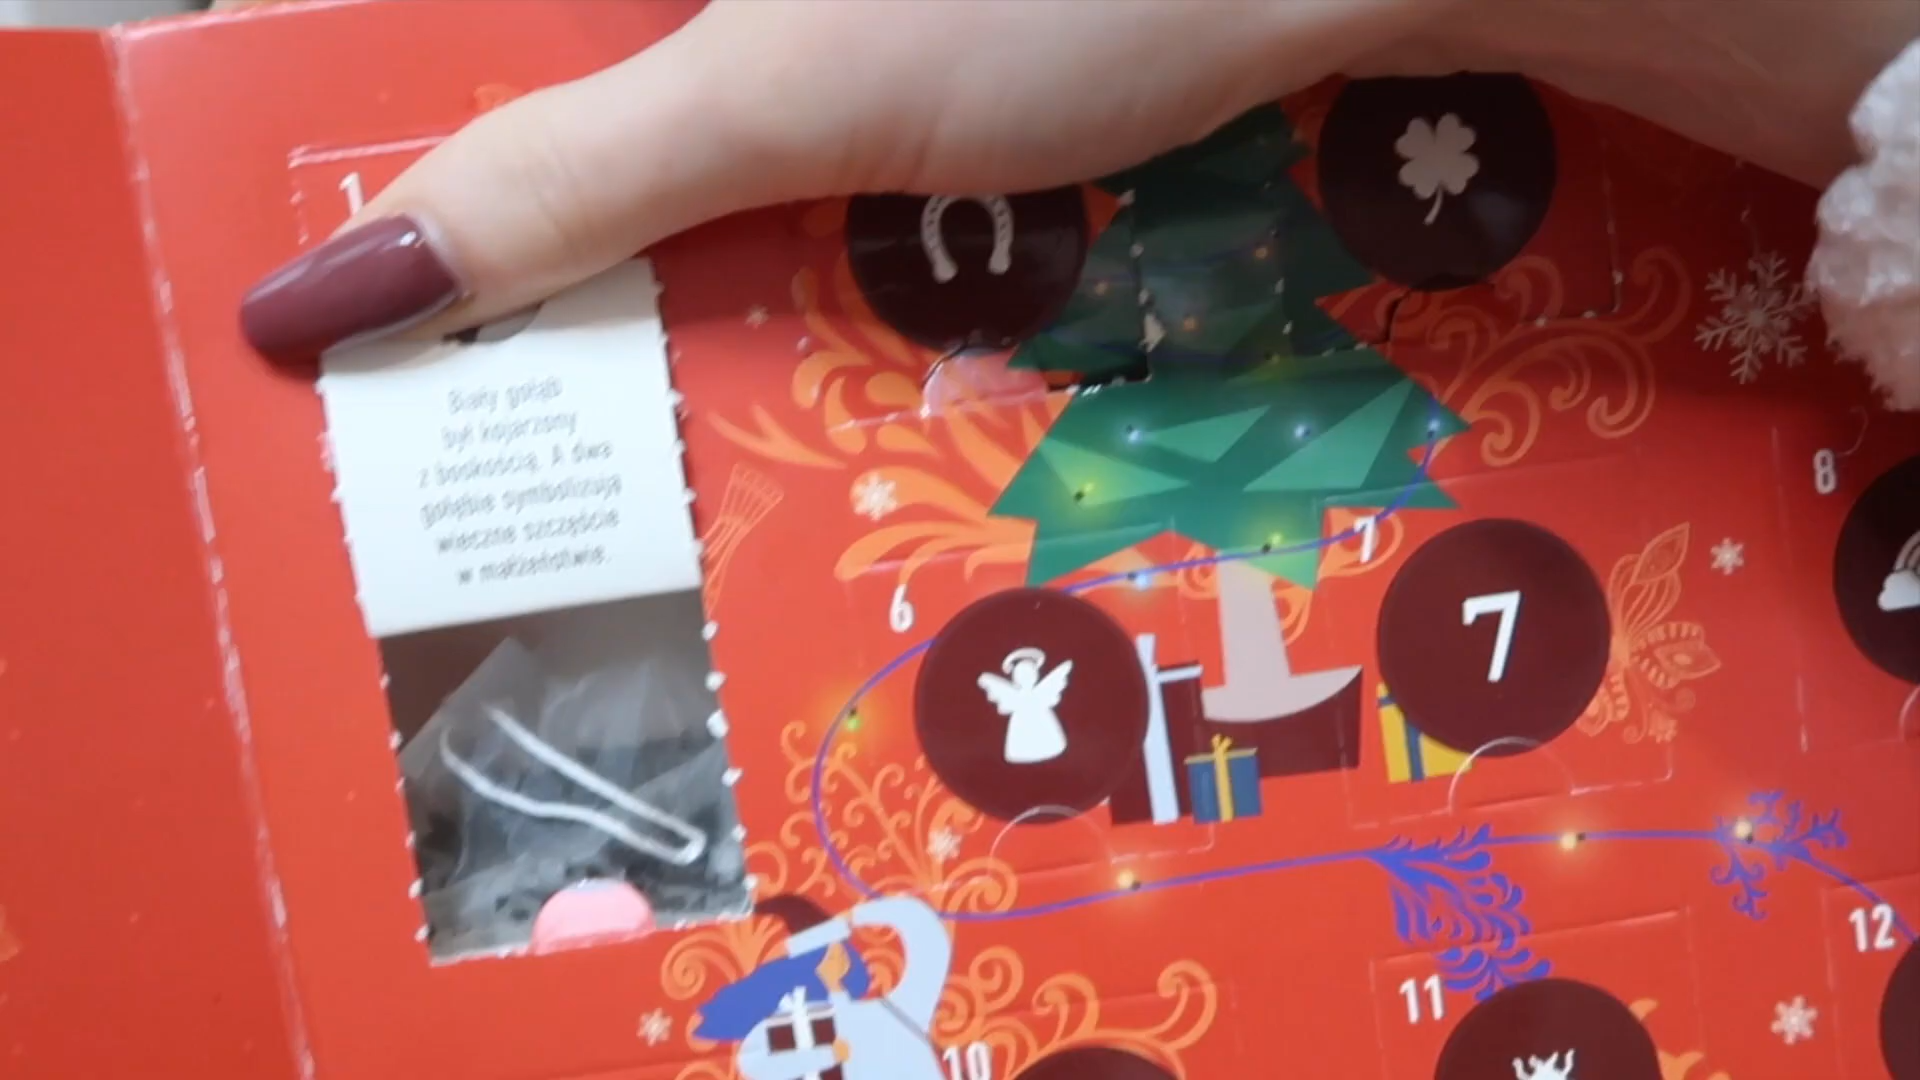 1
Biały gołąb
był kojarzony
z boskością. A dwa
gołębie symbolizują
wieczne szczęście
w małżeństwie.
6
7
7
8
10
11
12